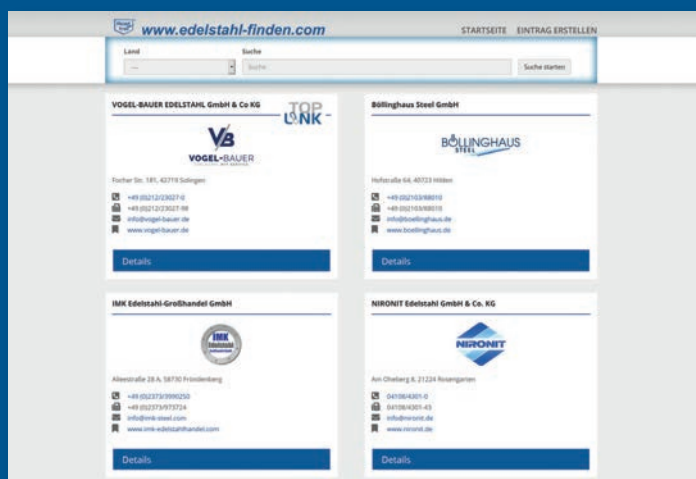 www.edelstahl-finden.com
STARTSEITE EINTRAG ERSTELLEN
Land
Suche
---
Suche
Suche starten
VOGEL-BAUER EDELSTAHL GmbH & Co KG
TOP
LINK
VB
VOGEL-BAUER
Focher Str. 181, 42719 Solingen
+49 (0)212/23027-0
+49 (0)212/23027-98
info@vogel-bauer.de
www.vogel-bauer.de
Details
Böllinghaus Steel GmbH
BÖLLINGHAUS
STEEL
Hofstraße 64, 40723 Hilden
+49 (0)2103/68010
+49 (0)2103/68010
info@boellinghaus.de
www.boellinghaus.de
Details
IMK Edelstahl-Großhandel GmbH
IMK
Edelstahl
Alleestraße 28 A, 58730 Fröndenberg
+49 (0)2373/3990250
+49 (0)2373/973724
info@imk-steel.com
www.imk-edelstahlhandel.com
Details
NIRONIT Edelstahl GmbH & Co. KG
NIRONIT
Am Oheberg 8, 21224 Rosengarten
04108/4301-0
04108/4301-43
info@nironit.de
www.nironit.de
Details